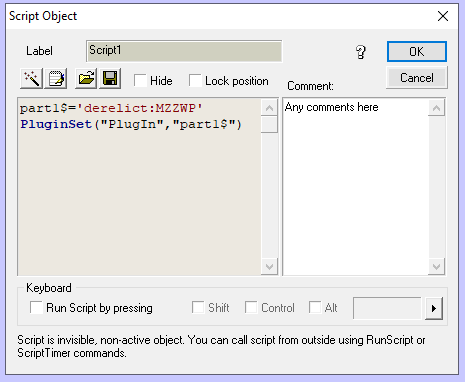 Script Object
Label
Script1
OK
Hide
Lock position
Comment:
Cancel
part1$='derelict:MZZWP'
PluginSet("PlugIn","part1$")
Any comments here
Keyboard
Run Script by pressing
Shift
Control
Alt
Script is invisible, non-active object. You can call script from outside using RunScript or
ScriptTimer commands.